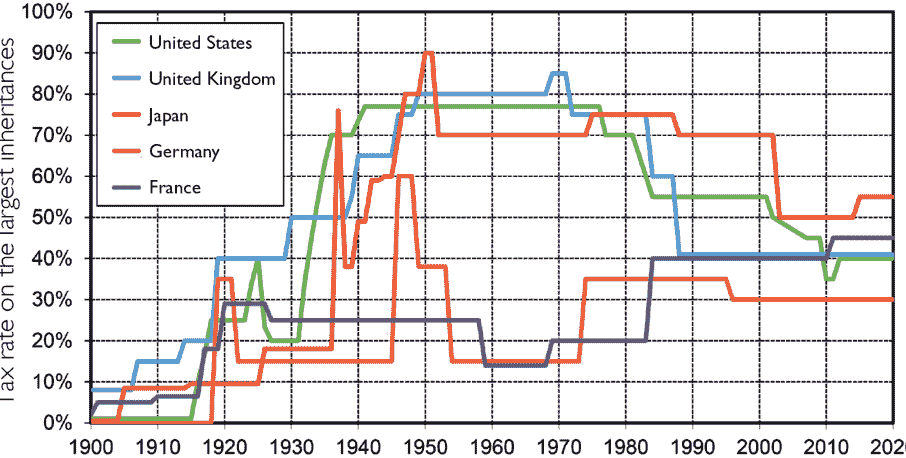 100%
90%
80%
70%
60%
50%
40%
30%
20%
10%
0%
Tax rate on the largest inheritances
United States
United Kingdom
Japan
Germany
France
1900 1910 1920 1930 1940 1950 1960 1970 1980 1990 2000 2010 202